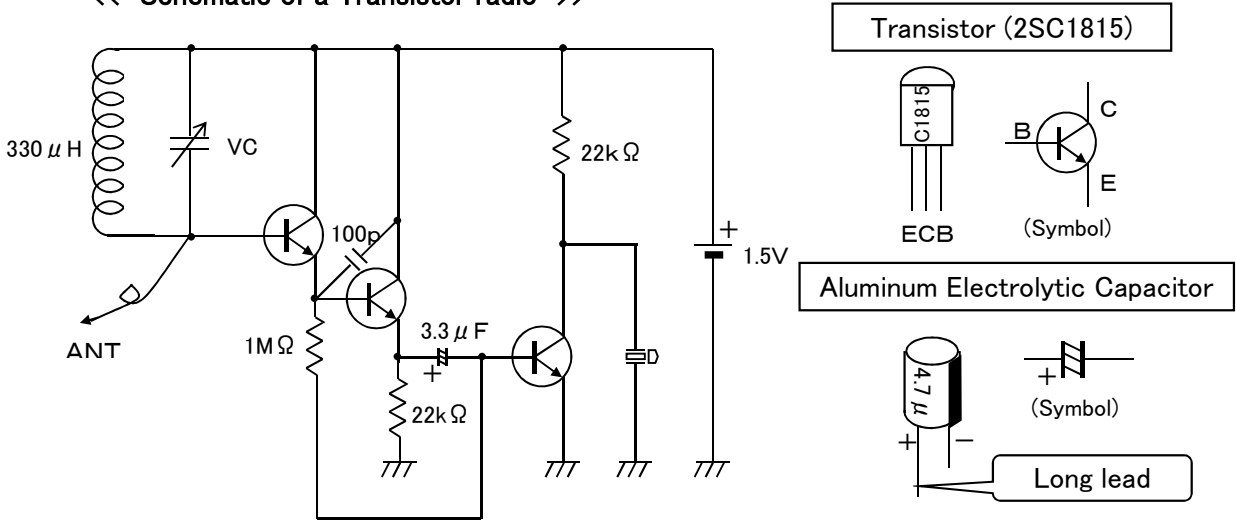 << Schematic of a Transistor radio >>
330μH
VC
ANT
100p
1MΩ
3.3μF
+
22kΩ
22kΩ
+
1.5V
Transistor (2SC1815)
C1815
ECB
B
C
E
(Symbol)
Aluminum Electrolytic Capacitor
4.7μ
+
−
+
(Symbol)
Long lead